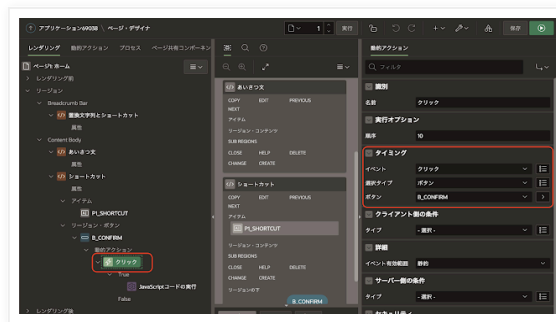 アプリケーション69038 \ ページ・デザイナ
1
実行
保存
レンダリング 動的アクション プロセス ページ共有コンポーネン
ページ1: ホーム
レンダリング前
リージョン
Breadcrumb Bar
置換文字列とショートカット
属性
Content Body
あいさつ文
属性
ショートカット
属性
アイテム
P1_SHORTCUT
リージョン・ボタン
B_CONFIRM
動的アクション
クリック
True
JavaScriptコードの実行
False
レンダリング後
あいさつ文
COPY EDIT PREVIOUS
NEXT
アイテム
リージョン・コンテンツ
SUB REGIONS
CLOSE HELP DELETE
CHANGE CREATE
ショートカット
COPY EDIT PREVIOUS
NEXT
アイテム
P1_SHORTCUT
リージョン・コンテンツ
SUB REGIONS
CLOSE HELP DELETE
CHANGE CREATE
リージョンの下
B_CONFIRM
動的アクション
フィルタ
識別
名前 クリック
実行オプション
順序 10
タイミング
イベント クリック
選択タイプ ボタン
ボタン B_CONFIRM
クライアント側の条件
タイプ - 選択 -
詳細
イベント有効範囲 静的
サーバー側の条件
タイプ - 選択 -
セキュリティ